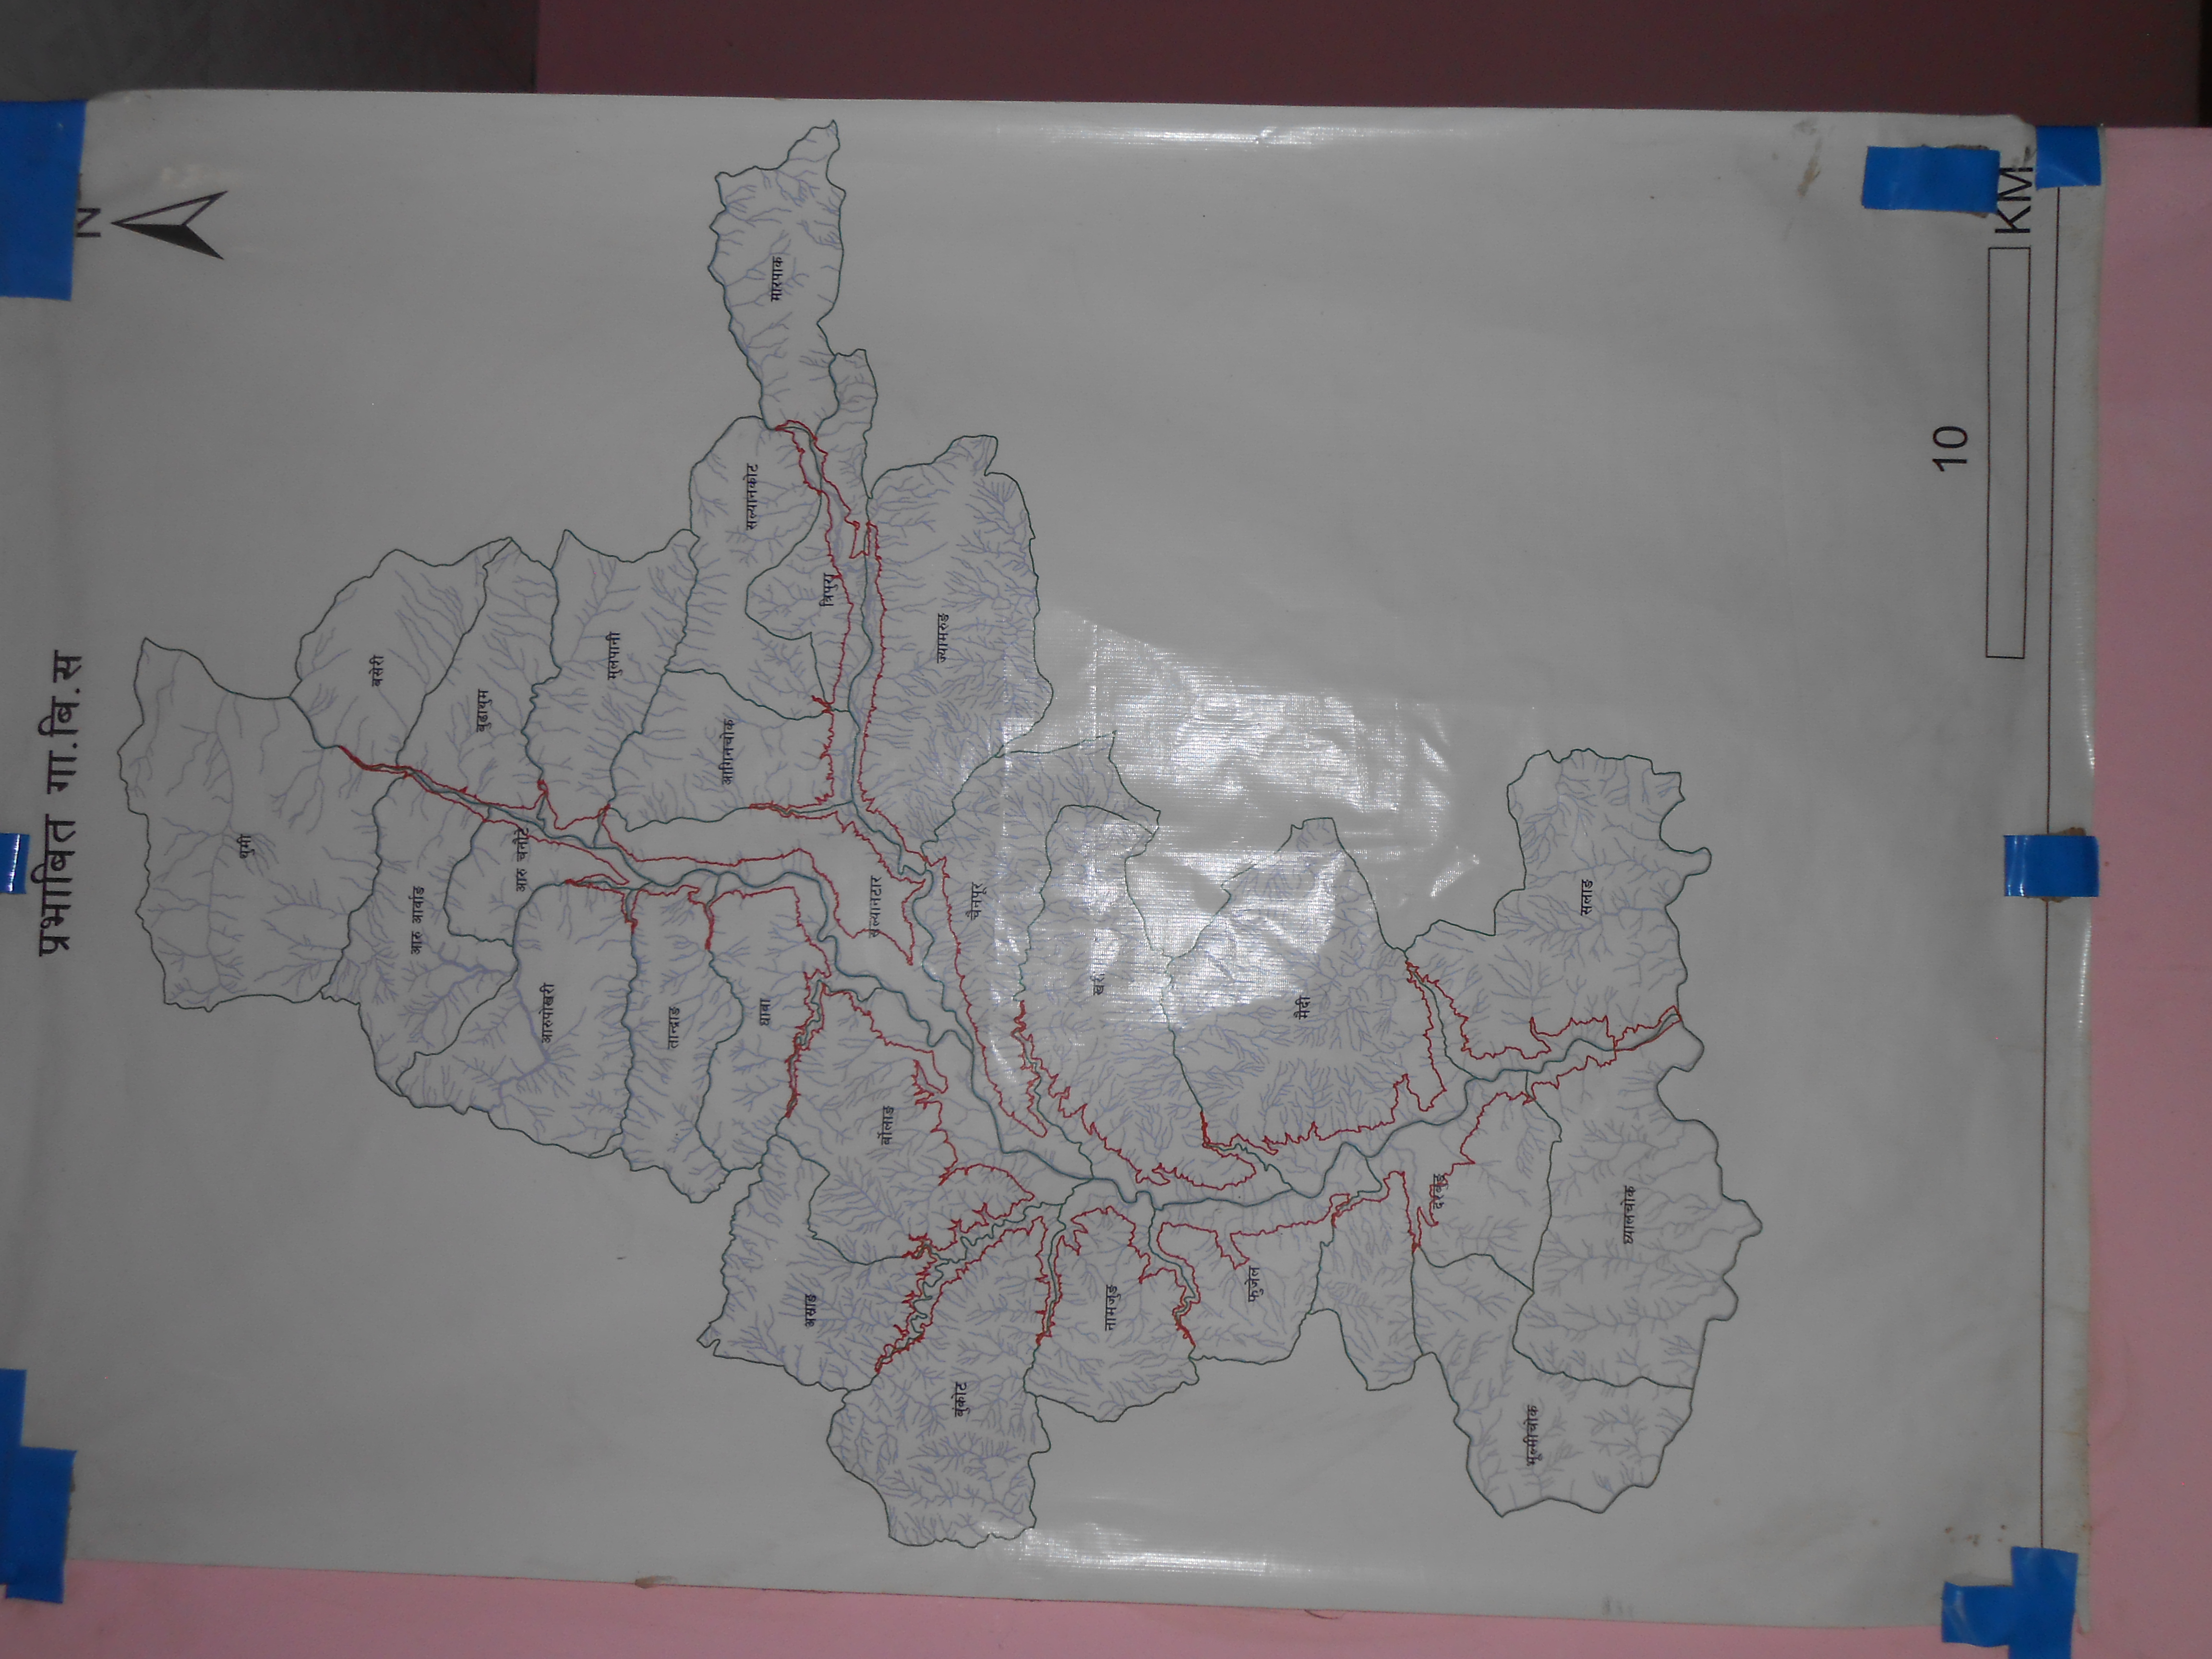 प्रभाबित गा.बि.स
N
थुमी
बसेरी
आरु आर्वाङ
बुढाथुम
आरु चनौटे
आरुपोखरी
मुलपानी
तान्द्राङ
आगिनचोक
सल्यानकोट
धावा
मारपाक
अस्राङ
त्रिपुरा
सल्यानटार
बोर्लाङ
ज्यामरुङ
बुंकोट
चैनपूर
खरी
नामजुङ
फुजेल
मैदी
दरबुङ
भूल्मीचोक
सलाङ
घ्यालचोक
10
KM